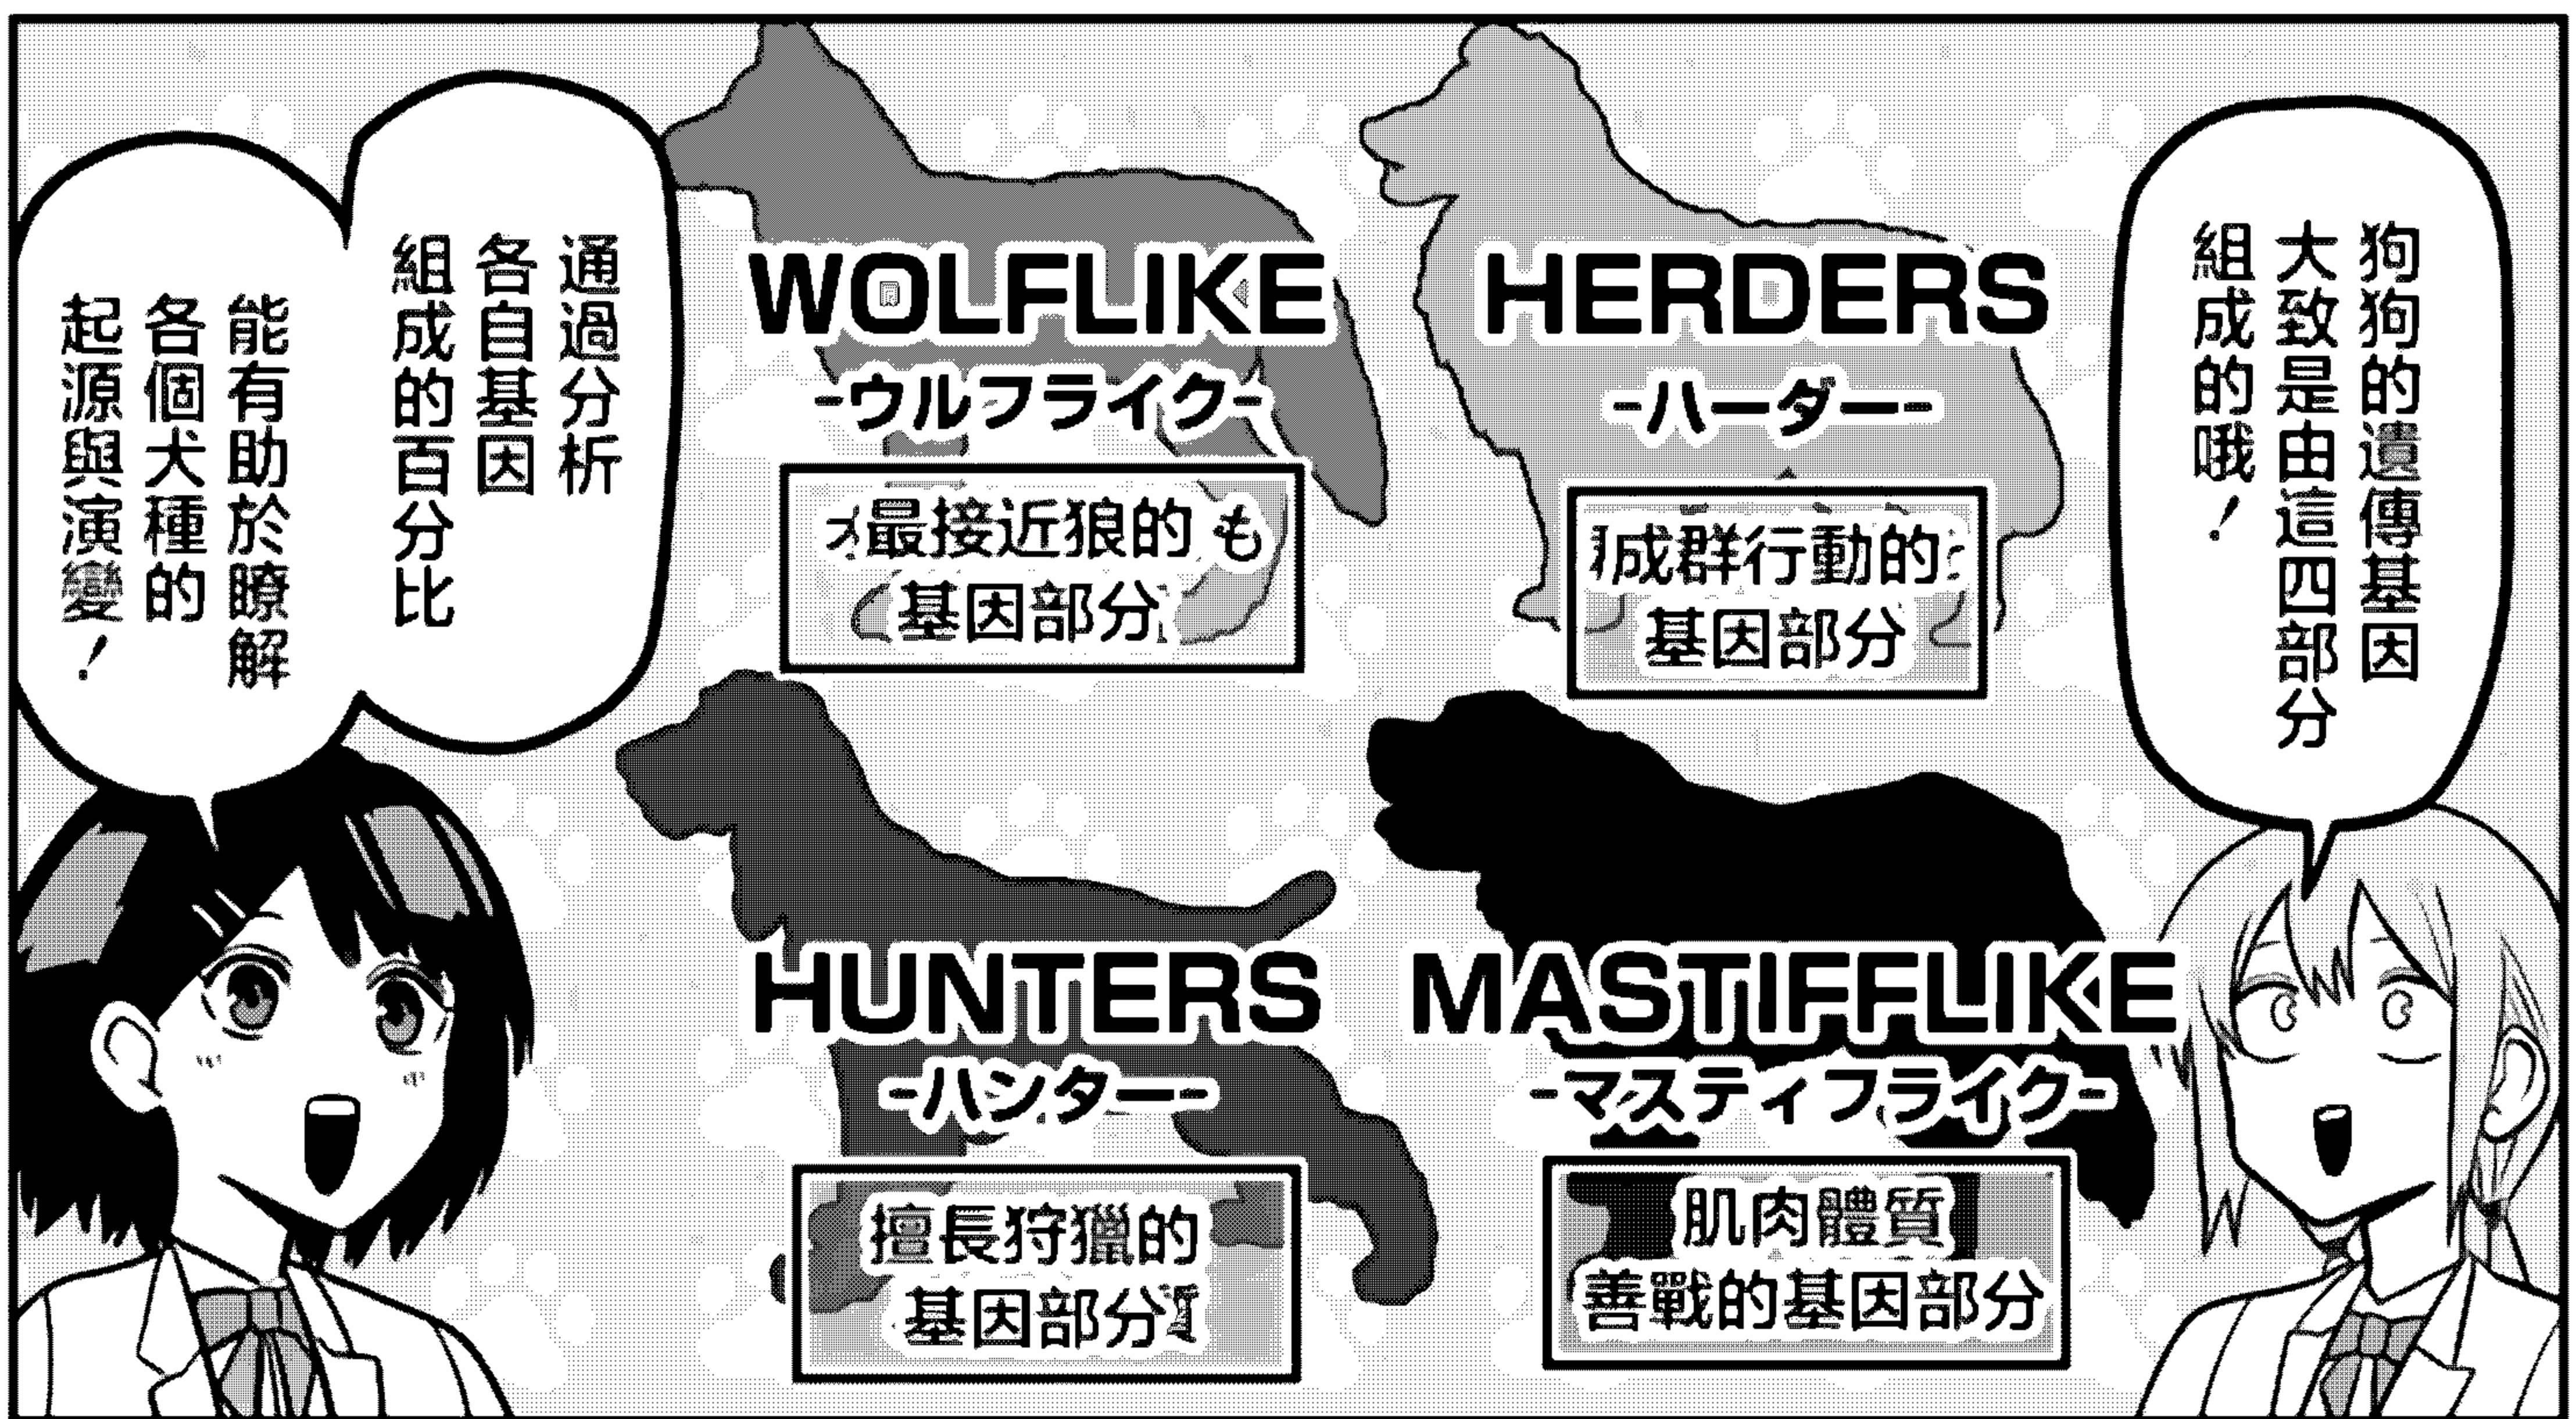 狗狗的遺傳基因
大致是由這四部分
組成的哦！
HERDERS
-ハーダー-
成群行動的
基因部分
WOLFLIKE
-ウルフライク-
最接近狼的
も
基因部分
MASTIFFLIKE
-マスティフライク-
肌肉體質
善戰的基因部分
HUNTERS
-ハンター-
擅長狩獵的
基因部分
通過分析
各自基因
組成的百分比
能有助於瞭解
各個犬種的
起源與演變！